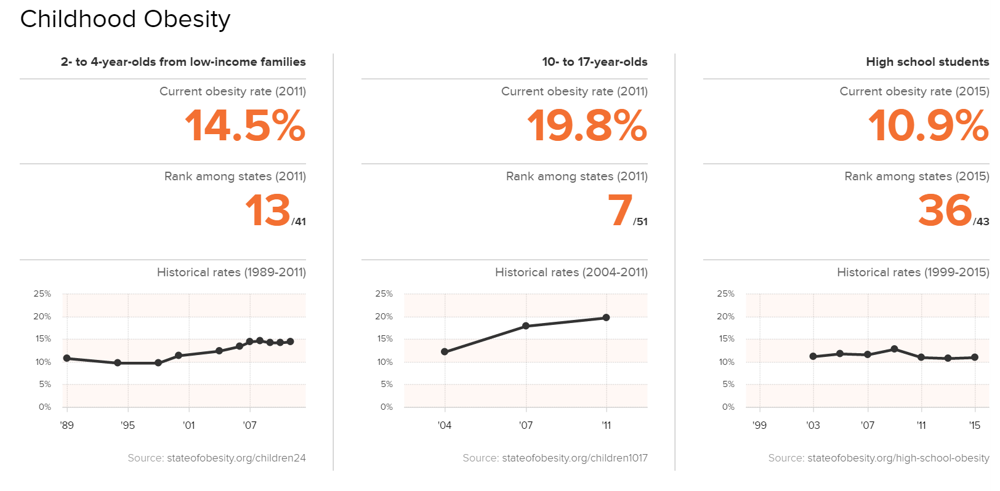 Childhood Obesity
2- to 4-year-olds from low-income families
Current obesity rate (2011)
14.5%
Rank among states (2011)
13/41
Historical rates (1989-2011)
25%
20%
15%
10%
5%
0%
'89 '95 '01 '07
Source: stateofobesity.org/children24
10- to 17-year-olds
Current obesity rate (2011)
19.8%
Rank among states (2011)
7/51
Historical rates (2004-2011)
25%
20%
15%
10%
5%
0%
'04 '07 '11
Source: stateofobesity.org/children1017
High school students
Current obesity rate (2015)
10.9%
Rank among states (2015)
36/43
Historical rates (1999-2015)
25%
20%
15%
10%
5%
0%
'99 '03 '07 '11 '15
Source: stateofobesity.org/high-school-obesity